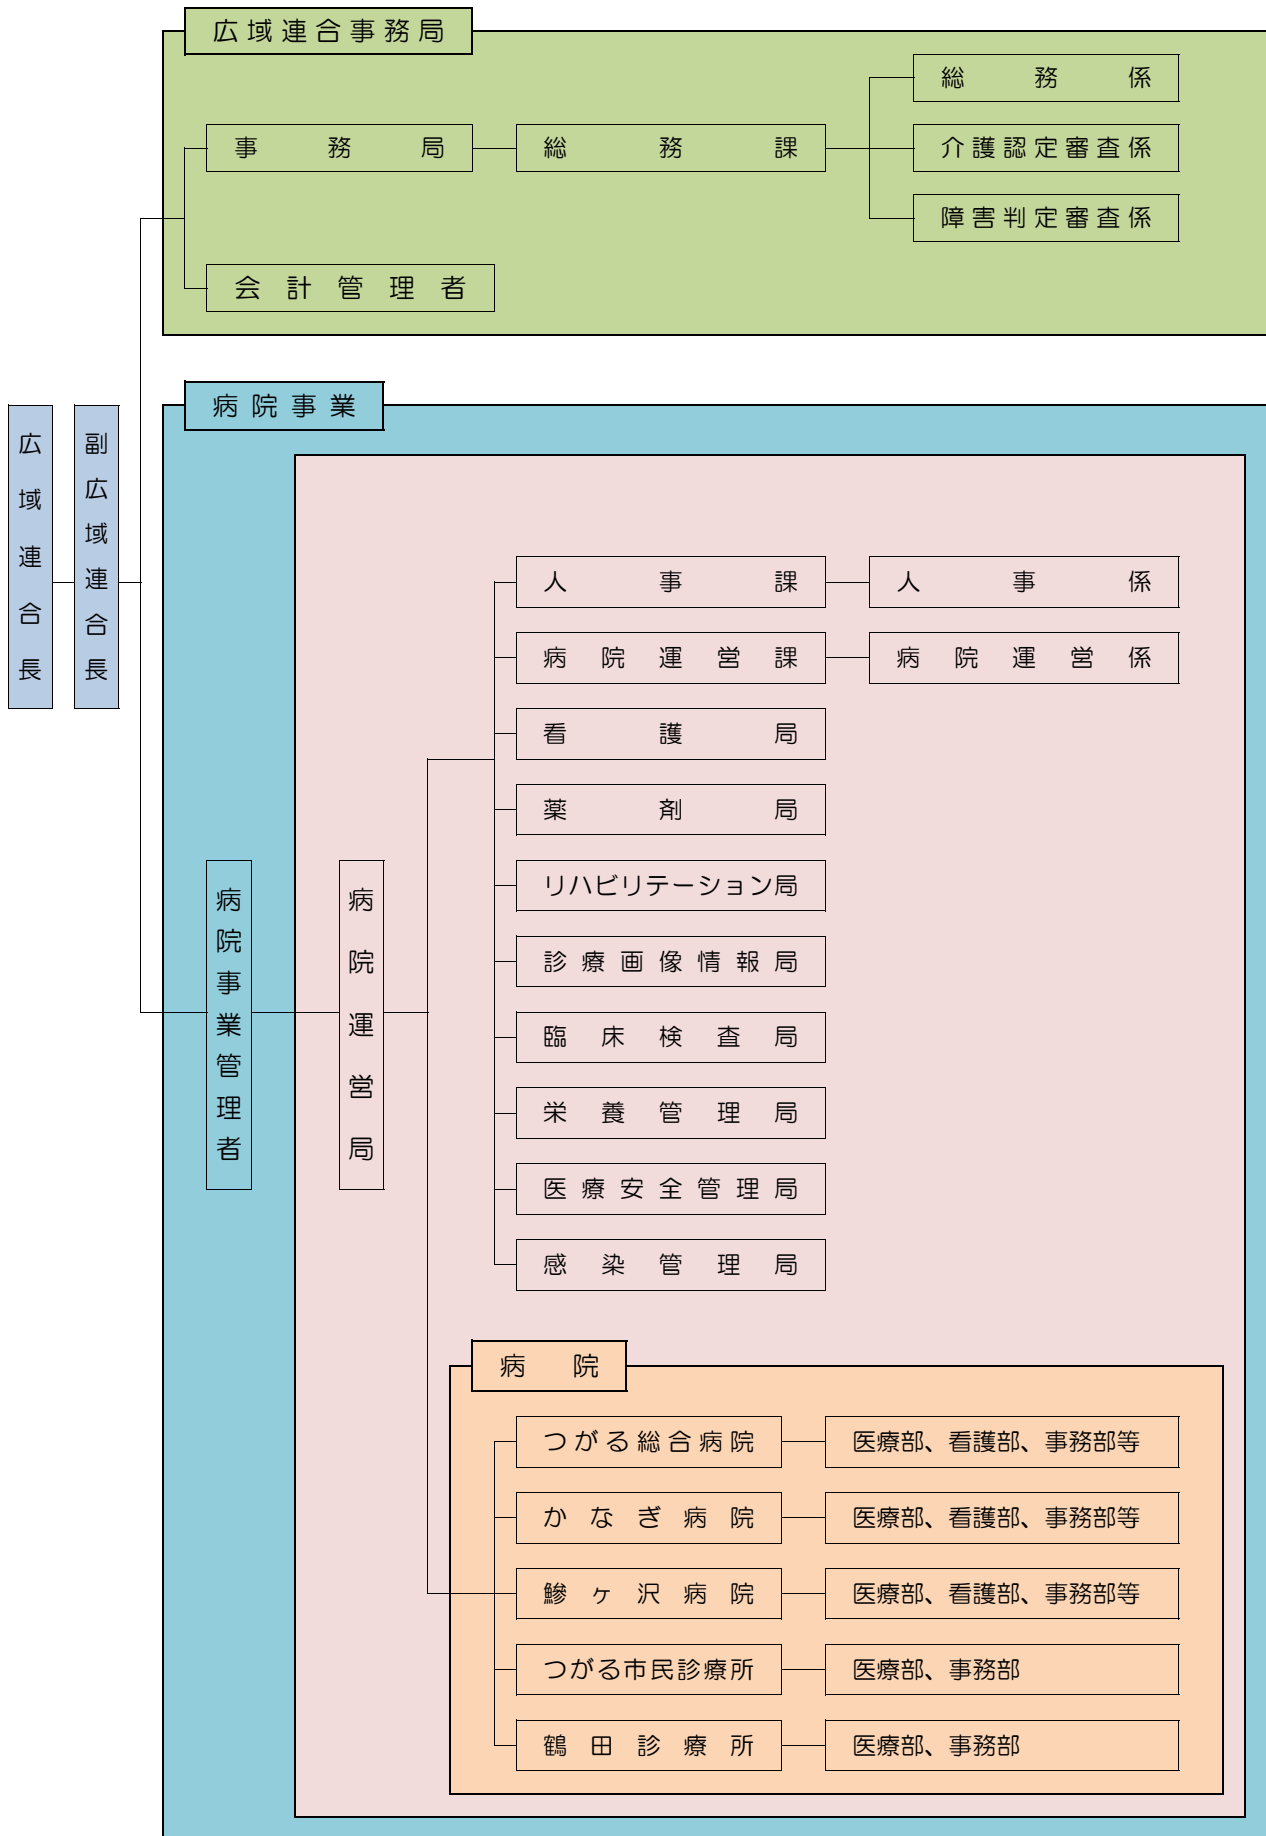 広域連合事務局
総務係
事務局
総務課
介護認定審査係
障害判定審査係
会計管理者
広域連合長
副広域連合長
病院事業
病院事業管理者
病院運営局
人事課
人事係
病院運営課
病院運営係
看護局
薬剤局
リハビリテーション局
診療画像情報局
臨床検査局
栄養管理局
医療安全管理局
感染管理局
病院
つがる総合病院
医療部、看護部、事務部等
かなぎ病院
医療部、看護部、事務部等
鰺ヶ沢病院
医療部、看護部、事務部等
つがる市民診療所
医療部、事務部
鶴田診療所
医療部、事務部